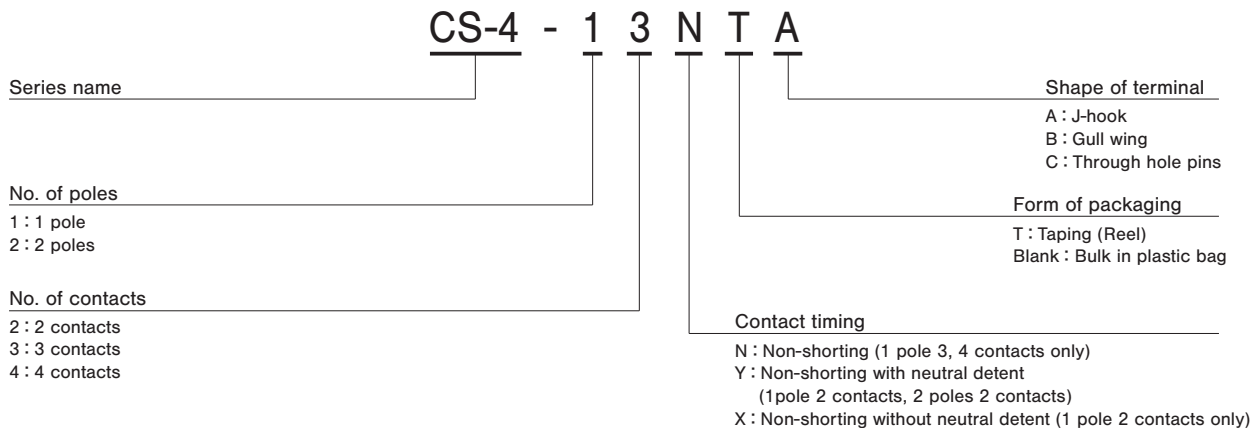 CS-4 - 1 3 N T A
Series name
Shape of terminal
A : J-hook
B : Gull wing
C : Through hole pins
No. of poles
1 : 1 pole
2 : 2 poles
Form of packaging
T : Taping (Reel)
Blank : Bulk in plastic bag
No. of contacts
2 : 2 contacts
3 : 3 contacts
4 : 4 contacts
Contact timing
N : Non-shorting (1 pole 3, 4 contacts only)
Y : Non-shorting with neutral detent
(1pole 2 contacts, 2 poles 2 contacts)
X : Non-shorting without neutral detent (1 pole 2 contacts only)